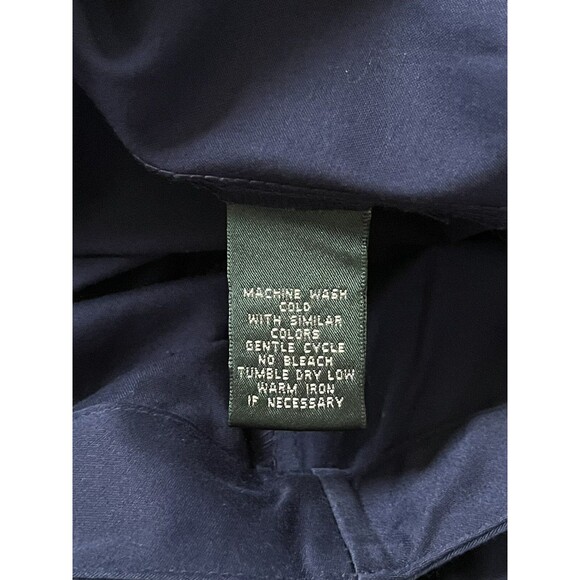 MACHINE WASH
COLD
WITH SIMILAR
COLORS
GENTLE CYCLE
NO BLEACH
TUMBLE DRY LOW
WARM IRON
IF NECESSARY